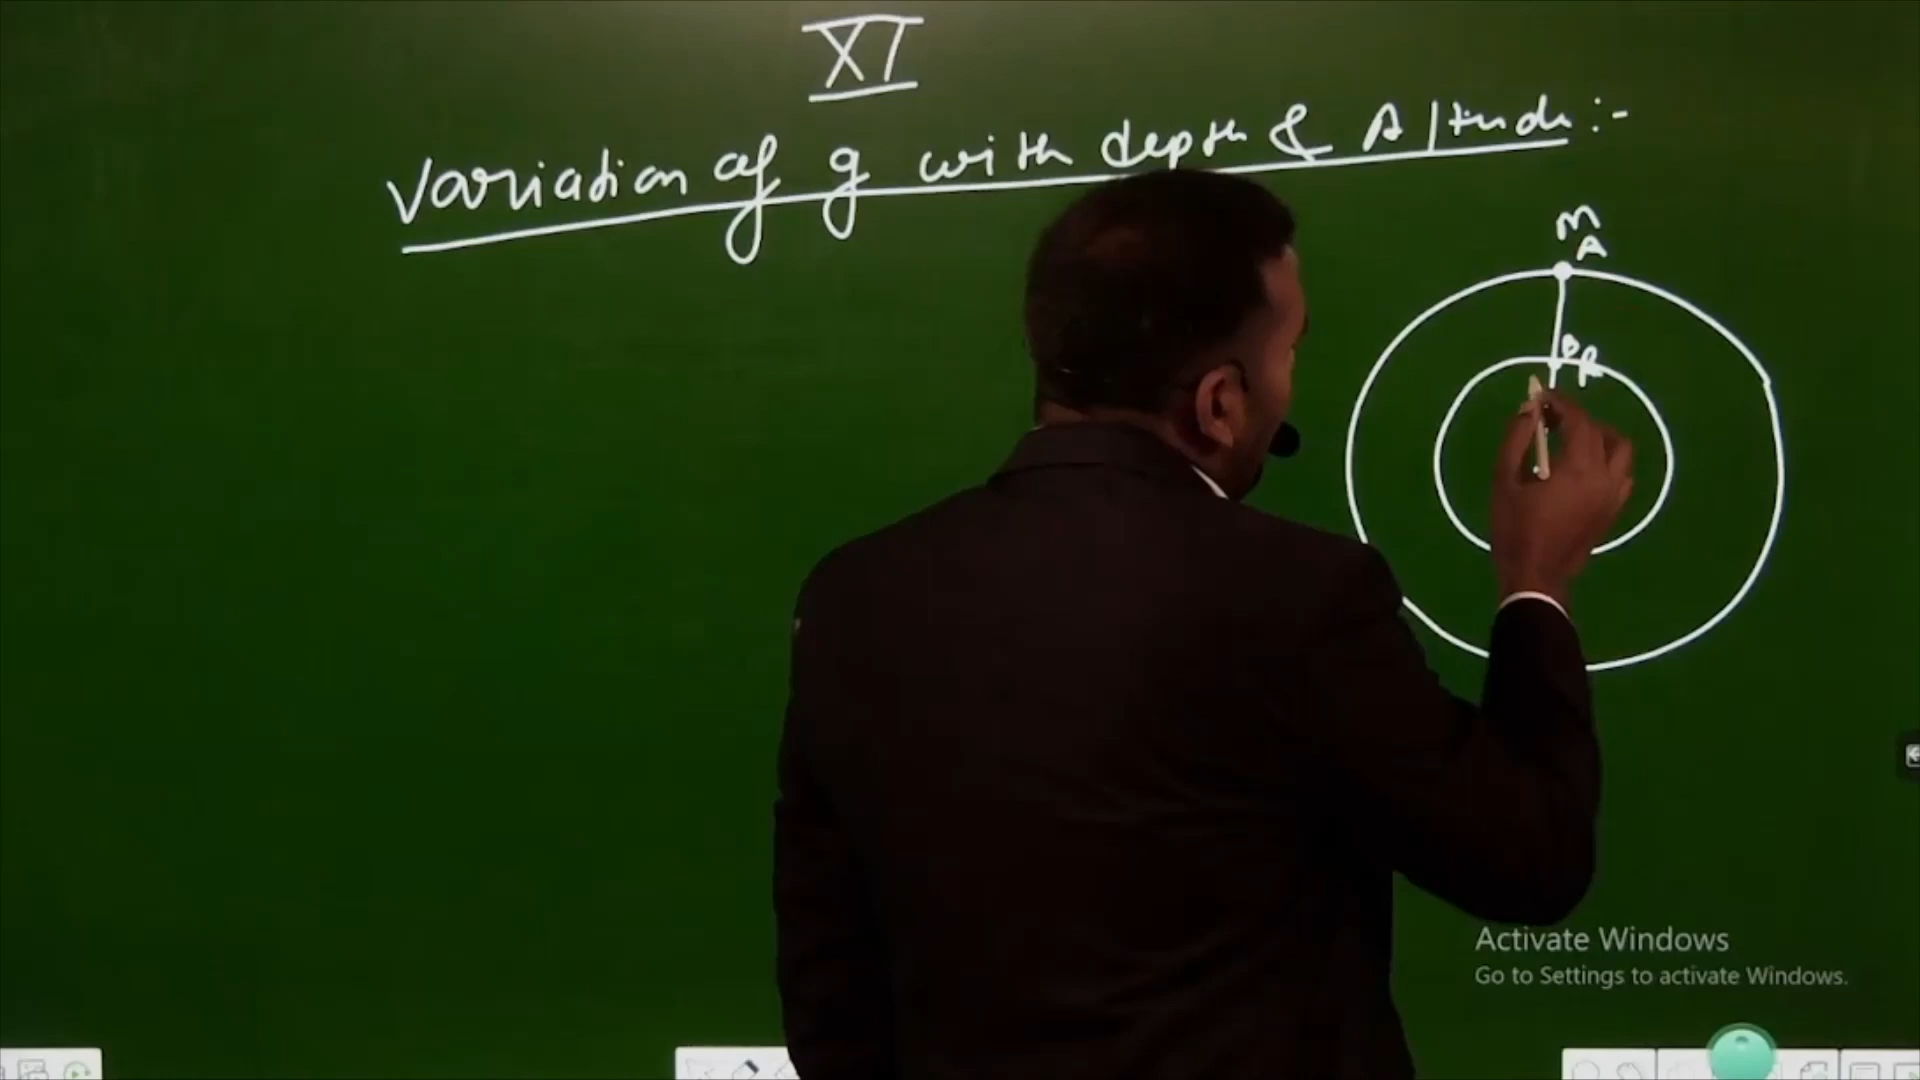 XI
Variation of g with depth & Altitude :-
m
A
B
R
Activate Windows
Go to Settings to activate Windows.